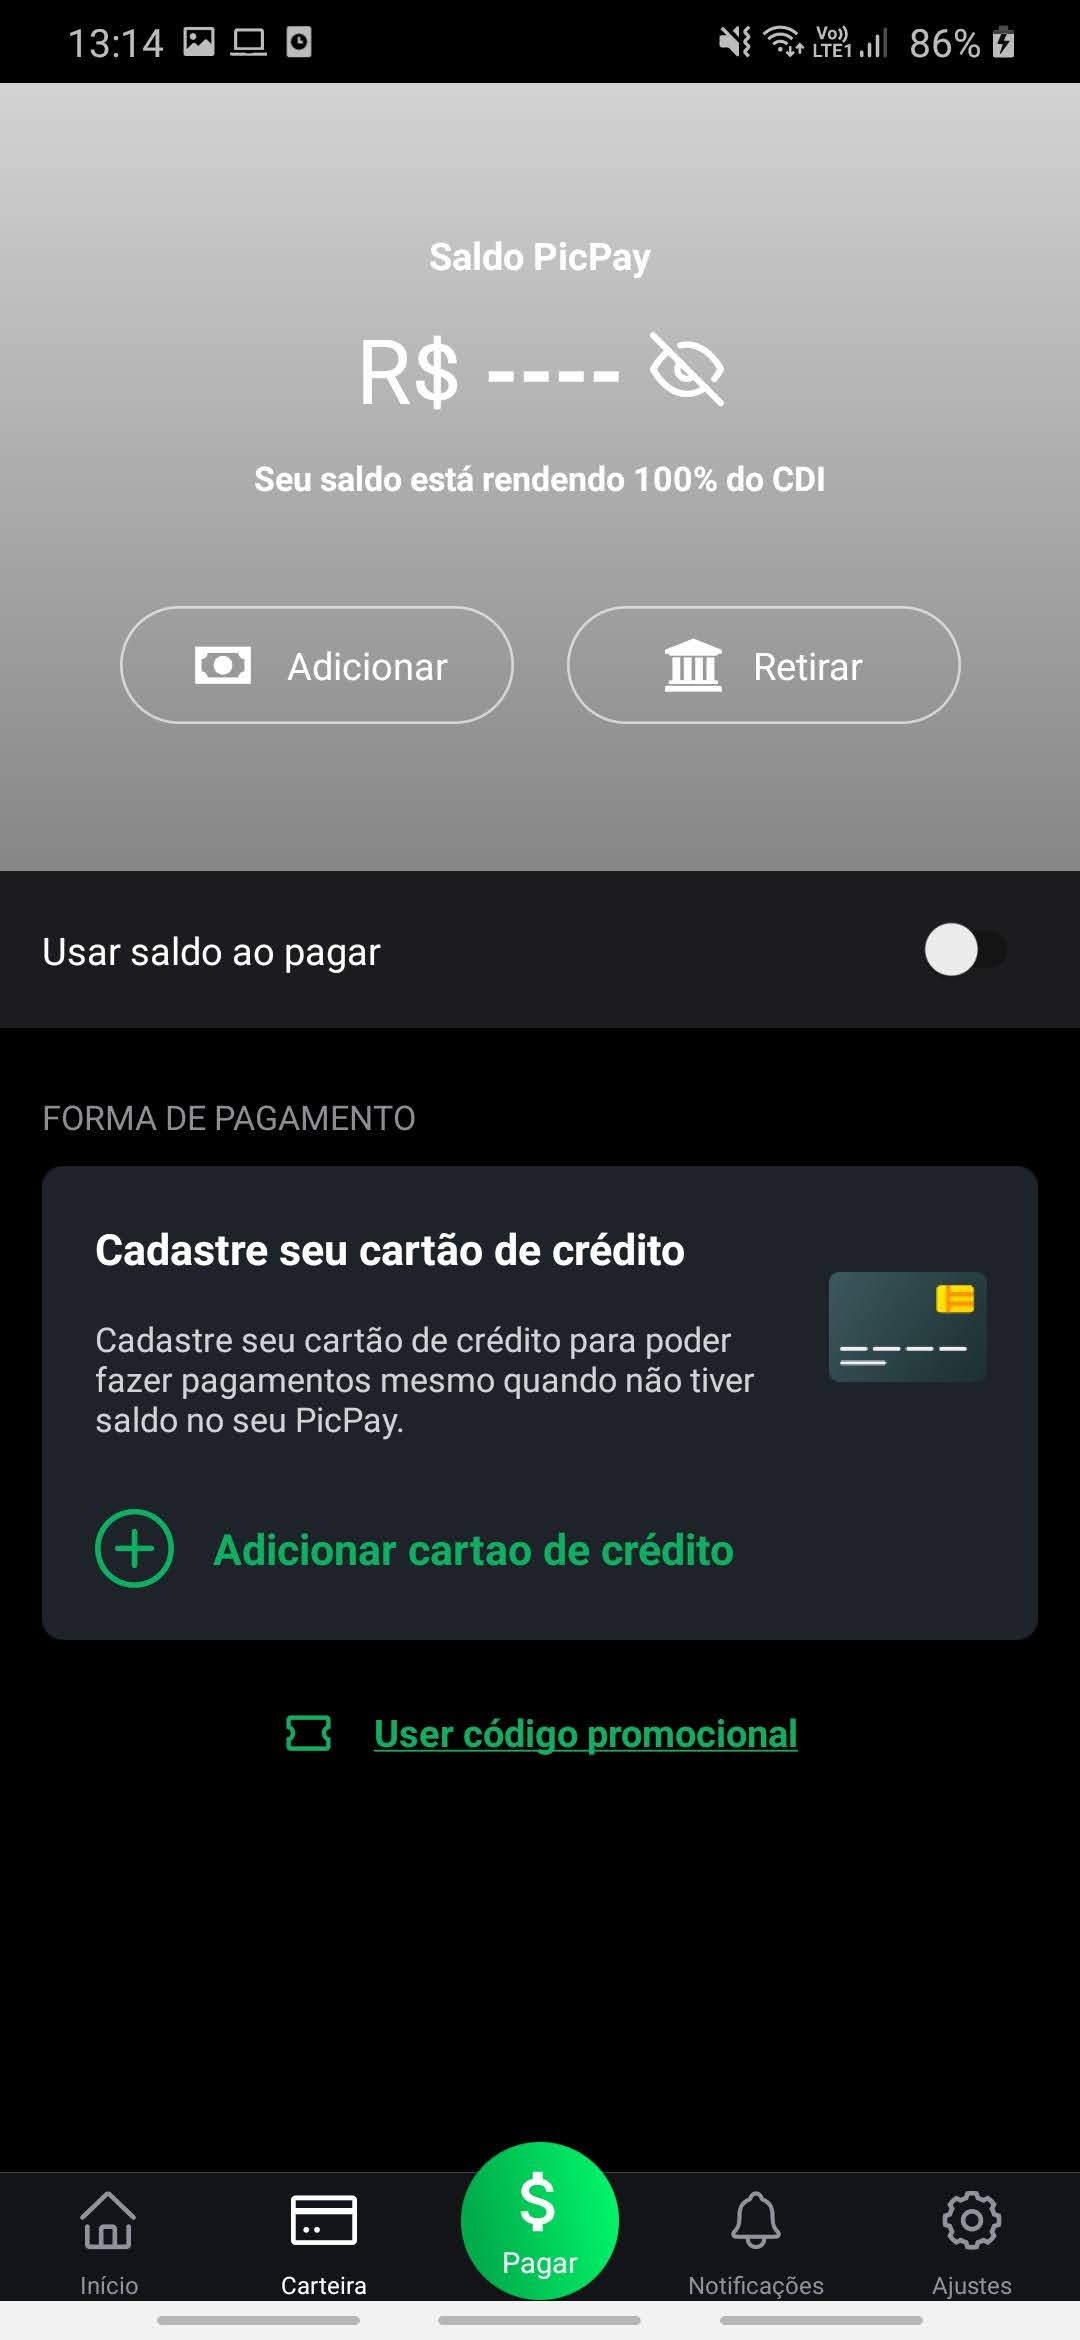 13:14
Vo))
LTE1
86%
Saldo PicPay
R$ ----
Seu saldo está rendendo 100% do CDI
Adicionar
Retirar
Usar saldo ao pagar
FORMA DE PAGAMENTO
Cadastre seu cartão de crédito
Cadastre seu cartão de crédito para poder
fazer pagamentos mesmo quando não tiver
saldo no seu PicPay.
Adicionar cartao de crédito
User código promocional
$
Pagar
Início
Carteira
Notificações
Ajustes